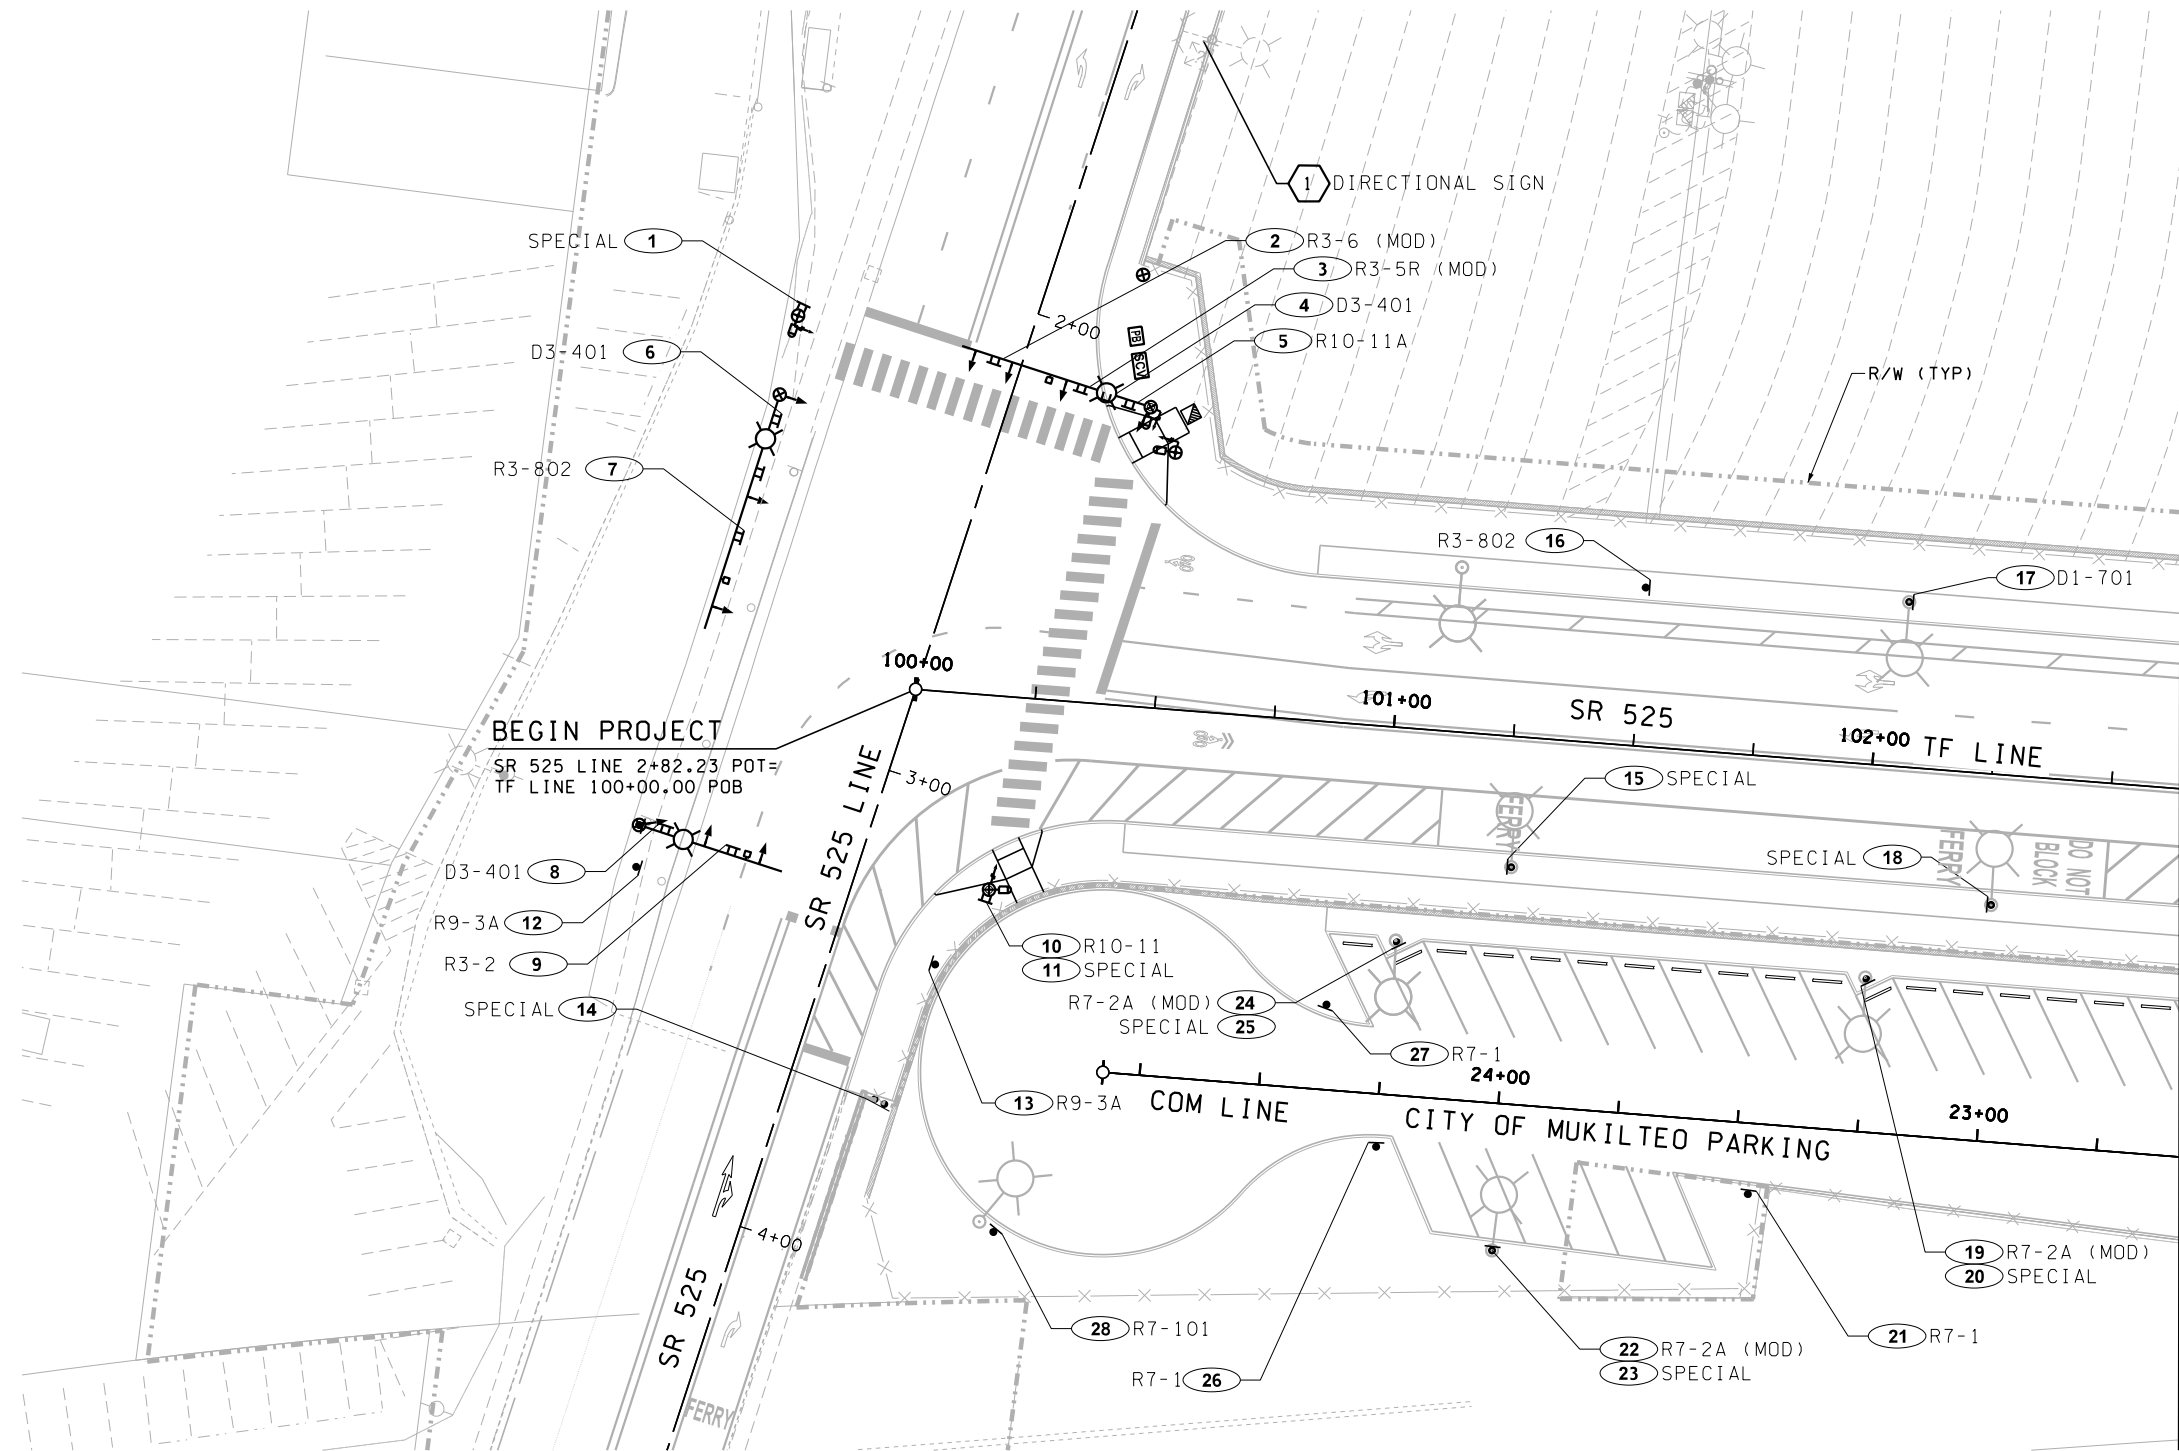 1 DIRECTIONAL SIGN
SPECIAL 1
2 R3-6 (MOD)
3 R3-5R (MOD)
4 D3-401
5 R10-11A
2+00
PB
SCV
D3-401 6
R/W (TYP)
R3-802 7
R3-802 16
17 D1-701
100+00
101+00
SR 525
102+00
TF LINE
BEGIN PROJECT
SR 525 LINE 2+82.23 POT=
TF LINE 100+00.00 POB
3+00
SR 525 LINE
15 SPECIAL
FERRY
FERRY
DO NOT
BLOCK
SPECIAL 18
D3-401 8
R9-3A 12
R3-2 9
10 R10-11
11 SPECIAL
SPECIAL 14
R7-2A (MOD) 24
SPECIAL 25
27 R7-1
24+00
13 R9-3A
COM LINE
CITY OF MUKILTEO PARKING
23+00
4+00
SR 525
19 R7-2A (MOD)
20 SPECIAL
28 R7-101
21 R7-1
22 R7-2A (MOD)
23 SPECIAL
R7-1 26
FERRY